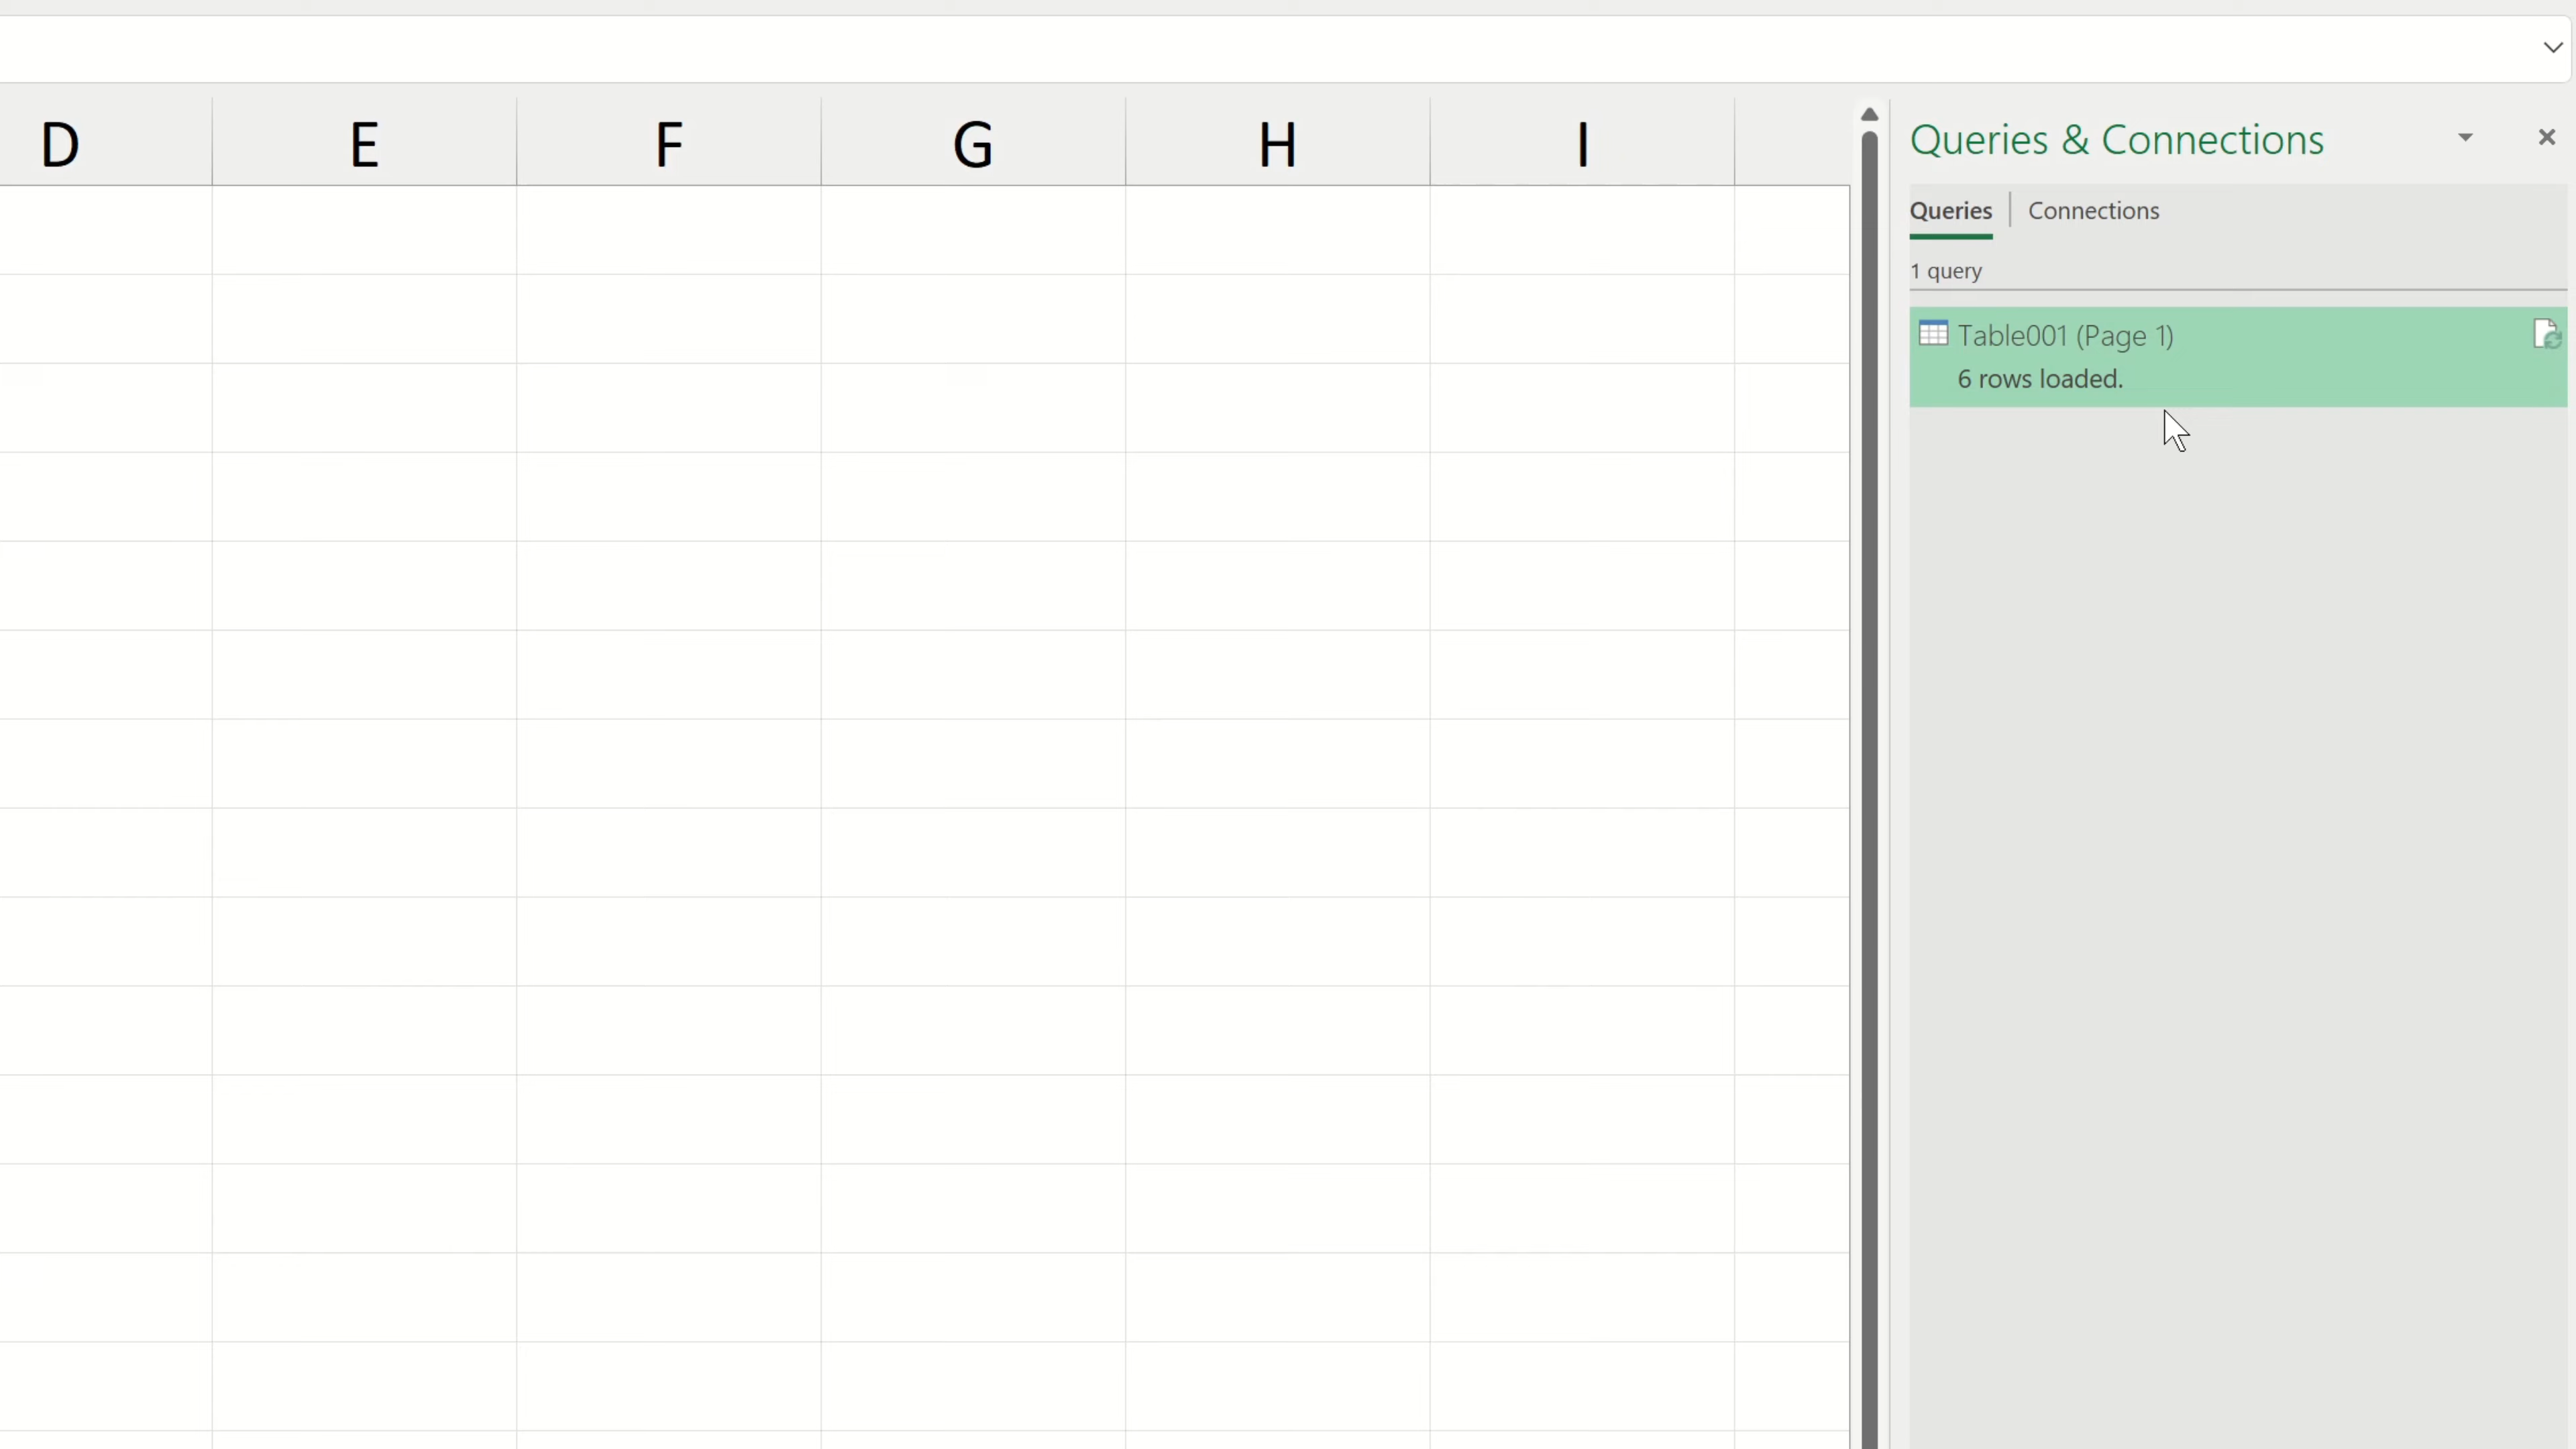 D E F G H I
Queries & Connections
Queries Connections
1 query
Table001 (Page 1)
6 rows loaded.